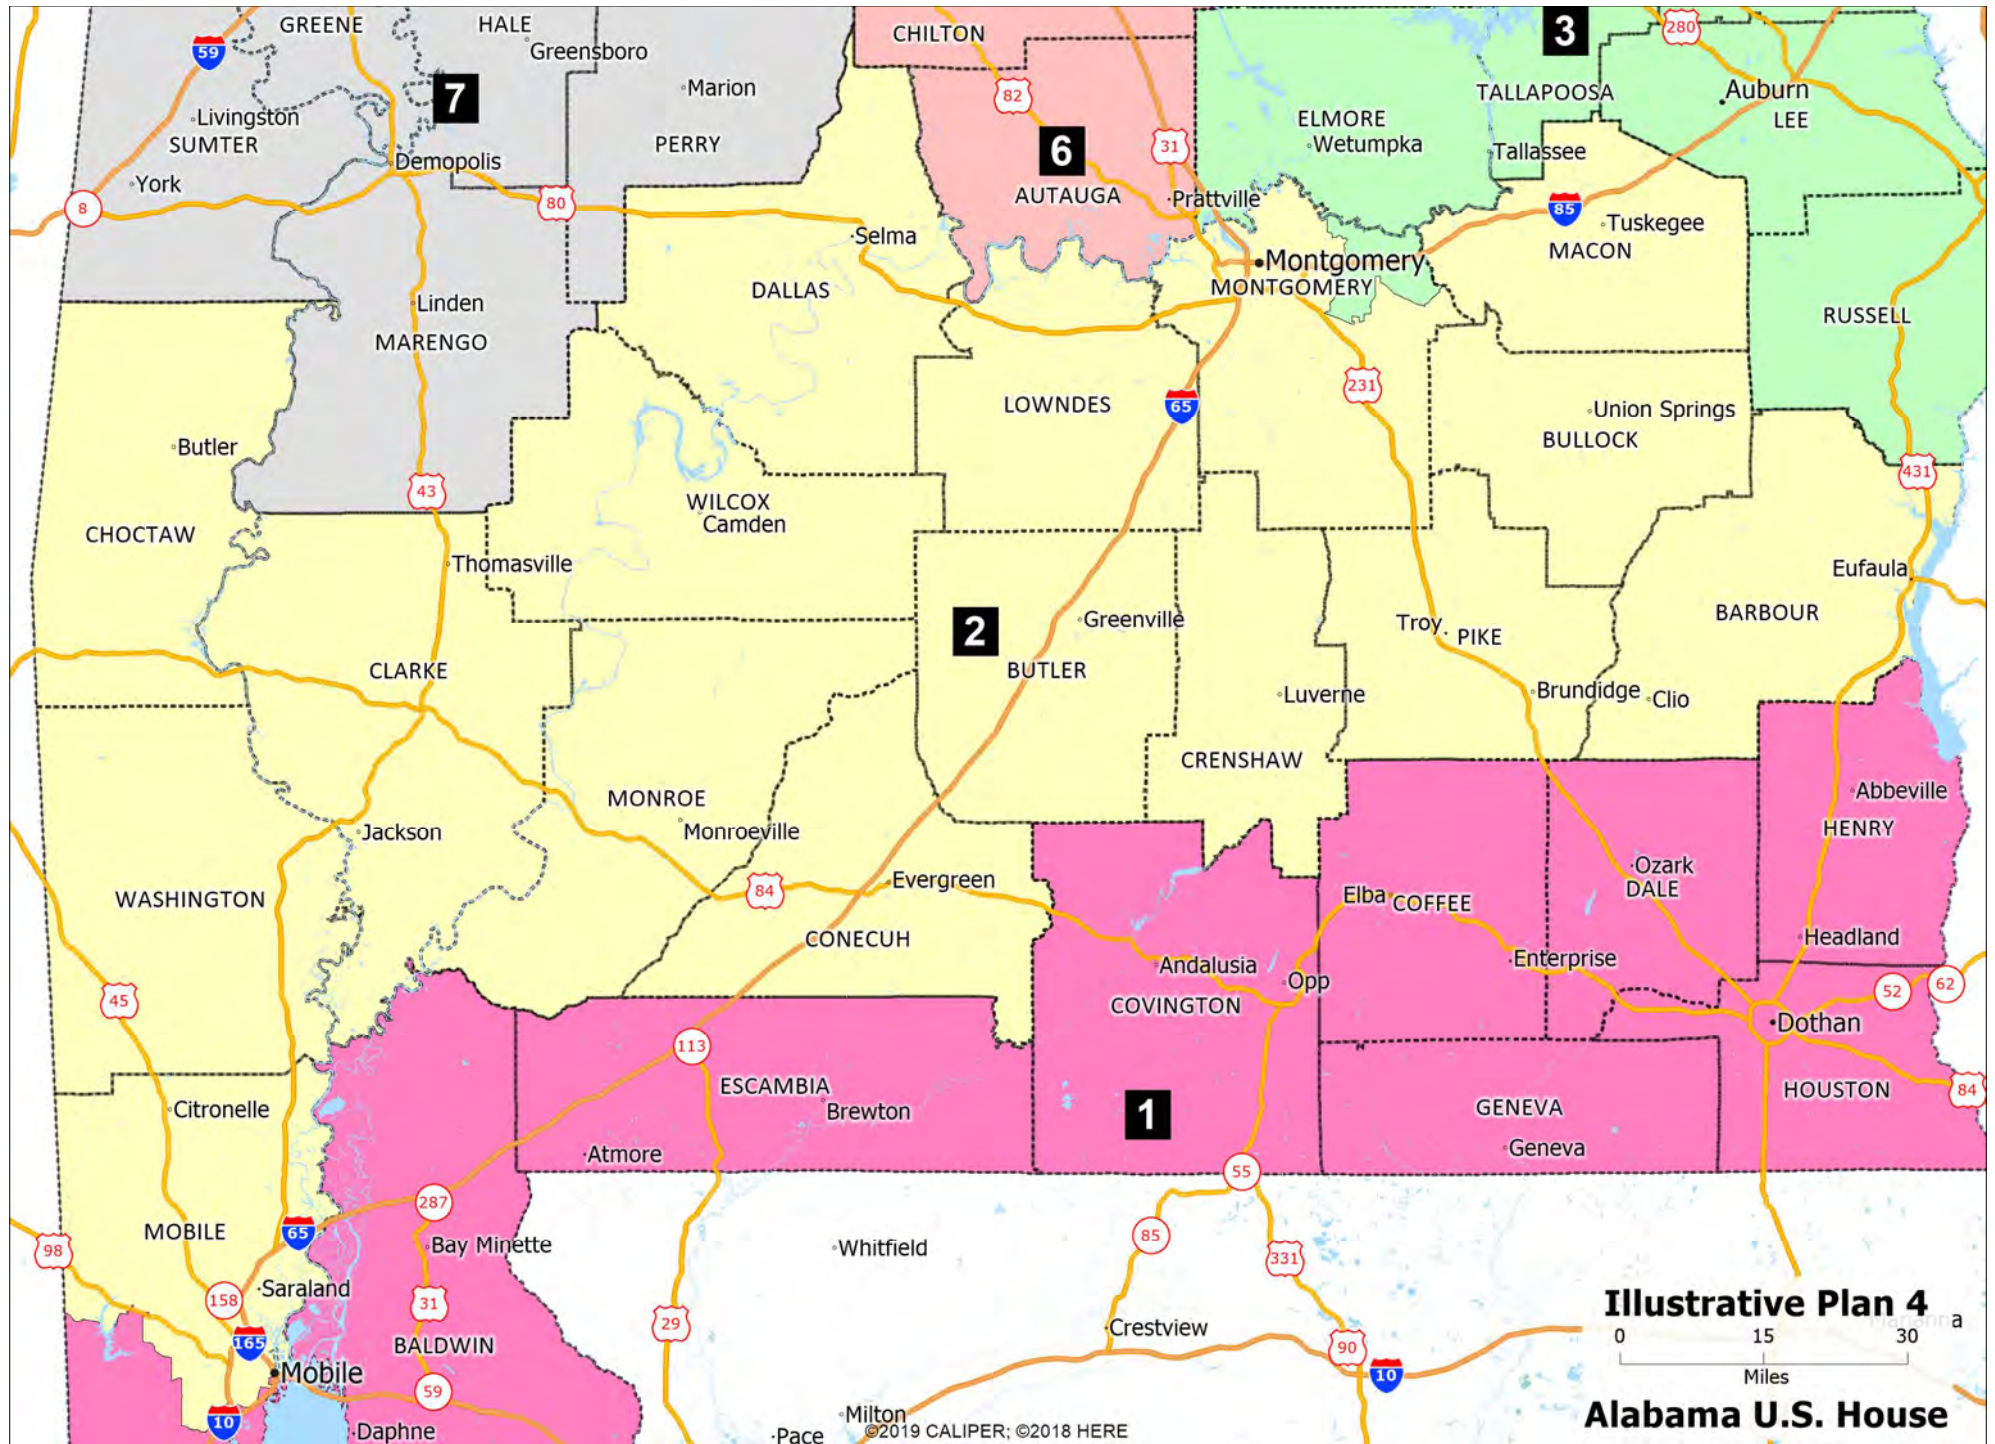 GREENE
HALE
Greensboro
CHILTON
3
280
59
7
Marion
82
TALLAPOOSA
Auburn
LEE
Livingston
SUMTER
PERRY
6
31
ELMORE
Wetumpka
Tallassee
Demopolis
York
8
80
AUTAUGA
Prattville
85
Tuskegee
MACON
Selma
Montgomery
MONTGOMERY
Linden
MARENGO
DALLAS
RUSSELL
231
LOWNDES
65
Union Springs
BULLOCK
Butler
43
WILCOX
Camden
431
CHOCTAW
Thomasville
Eufaula
2
Greenville
BUTLER
Troy
PIKE
BARBOUR
CLARKE
Luverne
Brundidge
Clio
CRENSHAW
MONROE
Monroeville
Jackson
Abbeville
HENRY
WASHINGTON
84
Evergreen
Elba
COFFEE
Ozark
DALE
CONECUH
Headland
Andalusia
Opp
COVINGTON
Enterprise
45
52
62
113
Dothan
ESCAMBIA
Brewton
1
GENEVA
Geneva
HOUSTON
84
Citronelle
Atmore
55
287
MOBILE
65
98
Bay Minette
Whitfield
85
331
Saraland
158
31
29
Crestview
90
165
BALDWIN
Mobile
59
10
Daphne
Milton
Pace
10
©2019 CALIPER; ©2018 HERE
Illustrative Plan 4
Marianna
0 15 30
Miles
Alabama U.S. House